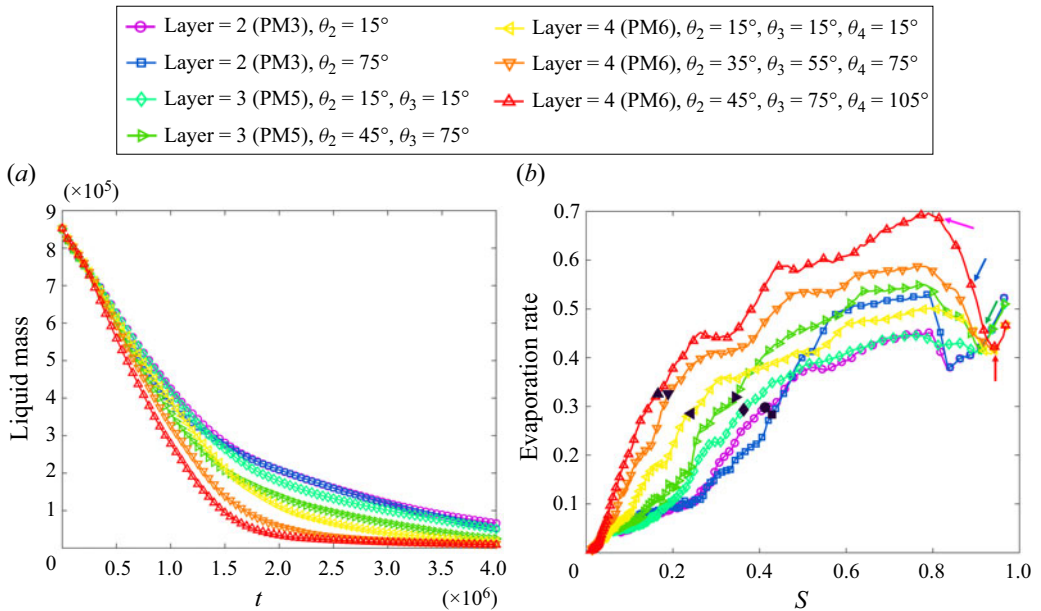 Layer = 2 (PM3), θ₂ = 15°
Layer = 2 (PM3), θ₂ = 75°
Layer = 3 (PM5), θ₂ = 15°, θ₃ = 15°
Layer = 3 (PM5), θ₂ = 45°, θ₃ = 75°
Layer = 4 (PM6), θ₂ = 15°, θ₃ = 15°, θ₄ = 15°
Layer = 4 (PM6), θ₂ = 35°, θ₃ = 55°, θ₄ = 75°
Layer = 4 (PM6), θ₂ = 45°, θ₃ = 75°, θ₄ = 105°
(a)
(×10⁵)
9
8
7
6
5
4
3
2
1
0
Liquid mass
0.5 1.0 1.5 2.0 2.5 3.0 3.5 4.0
t
(×10⁶)
(b)
0.7
0.6
0.5
0.4
0.3
0.2
0.1
Evaporation rate
0 0.2 0.4 0.6 0.8 1.0
S